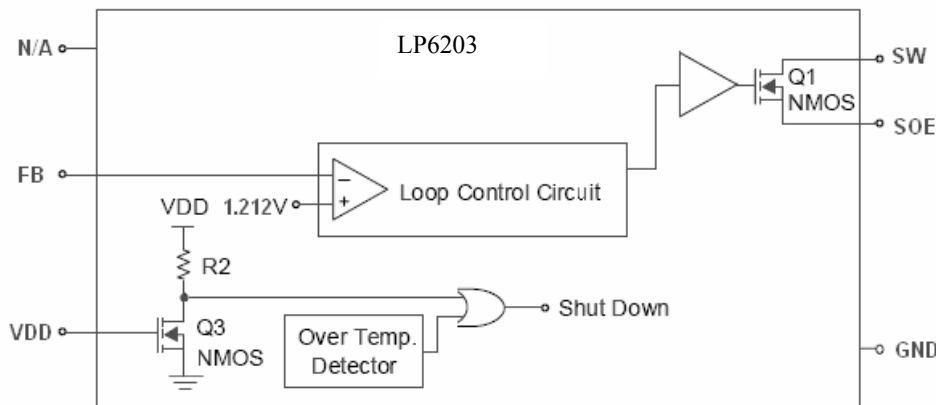 LP6203
N/A
SW
Q1
NMOS
SOE
FB
Loop Control Circuit
VDD
1.212V
R2
Shut Down
VDD
Q3
NMOS
Over Temp.
Detector
GND